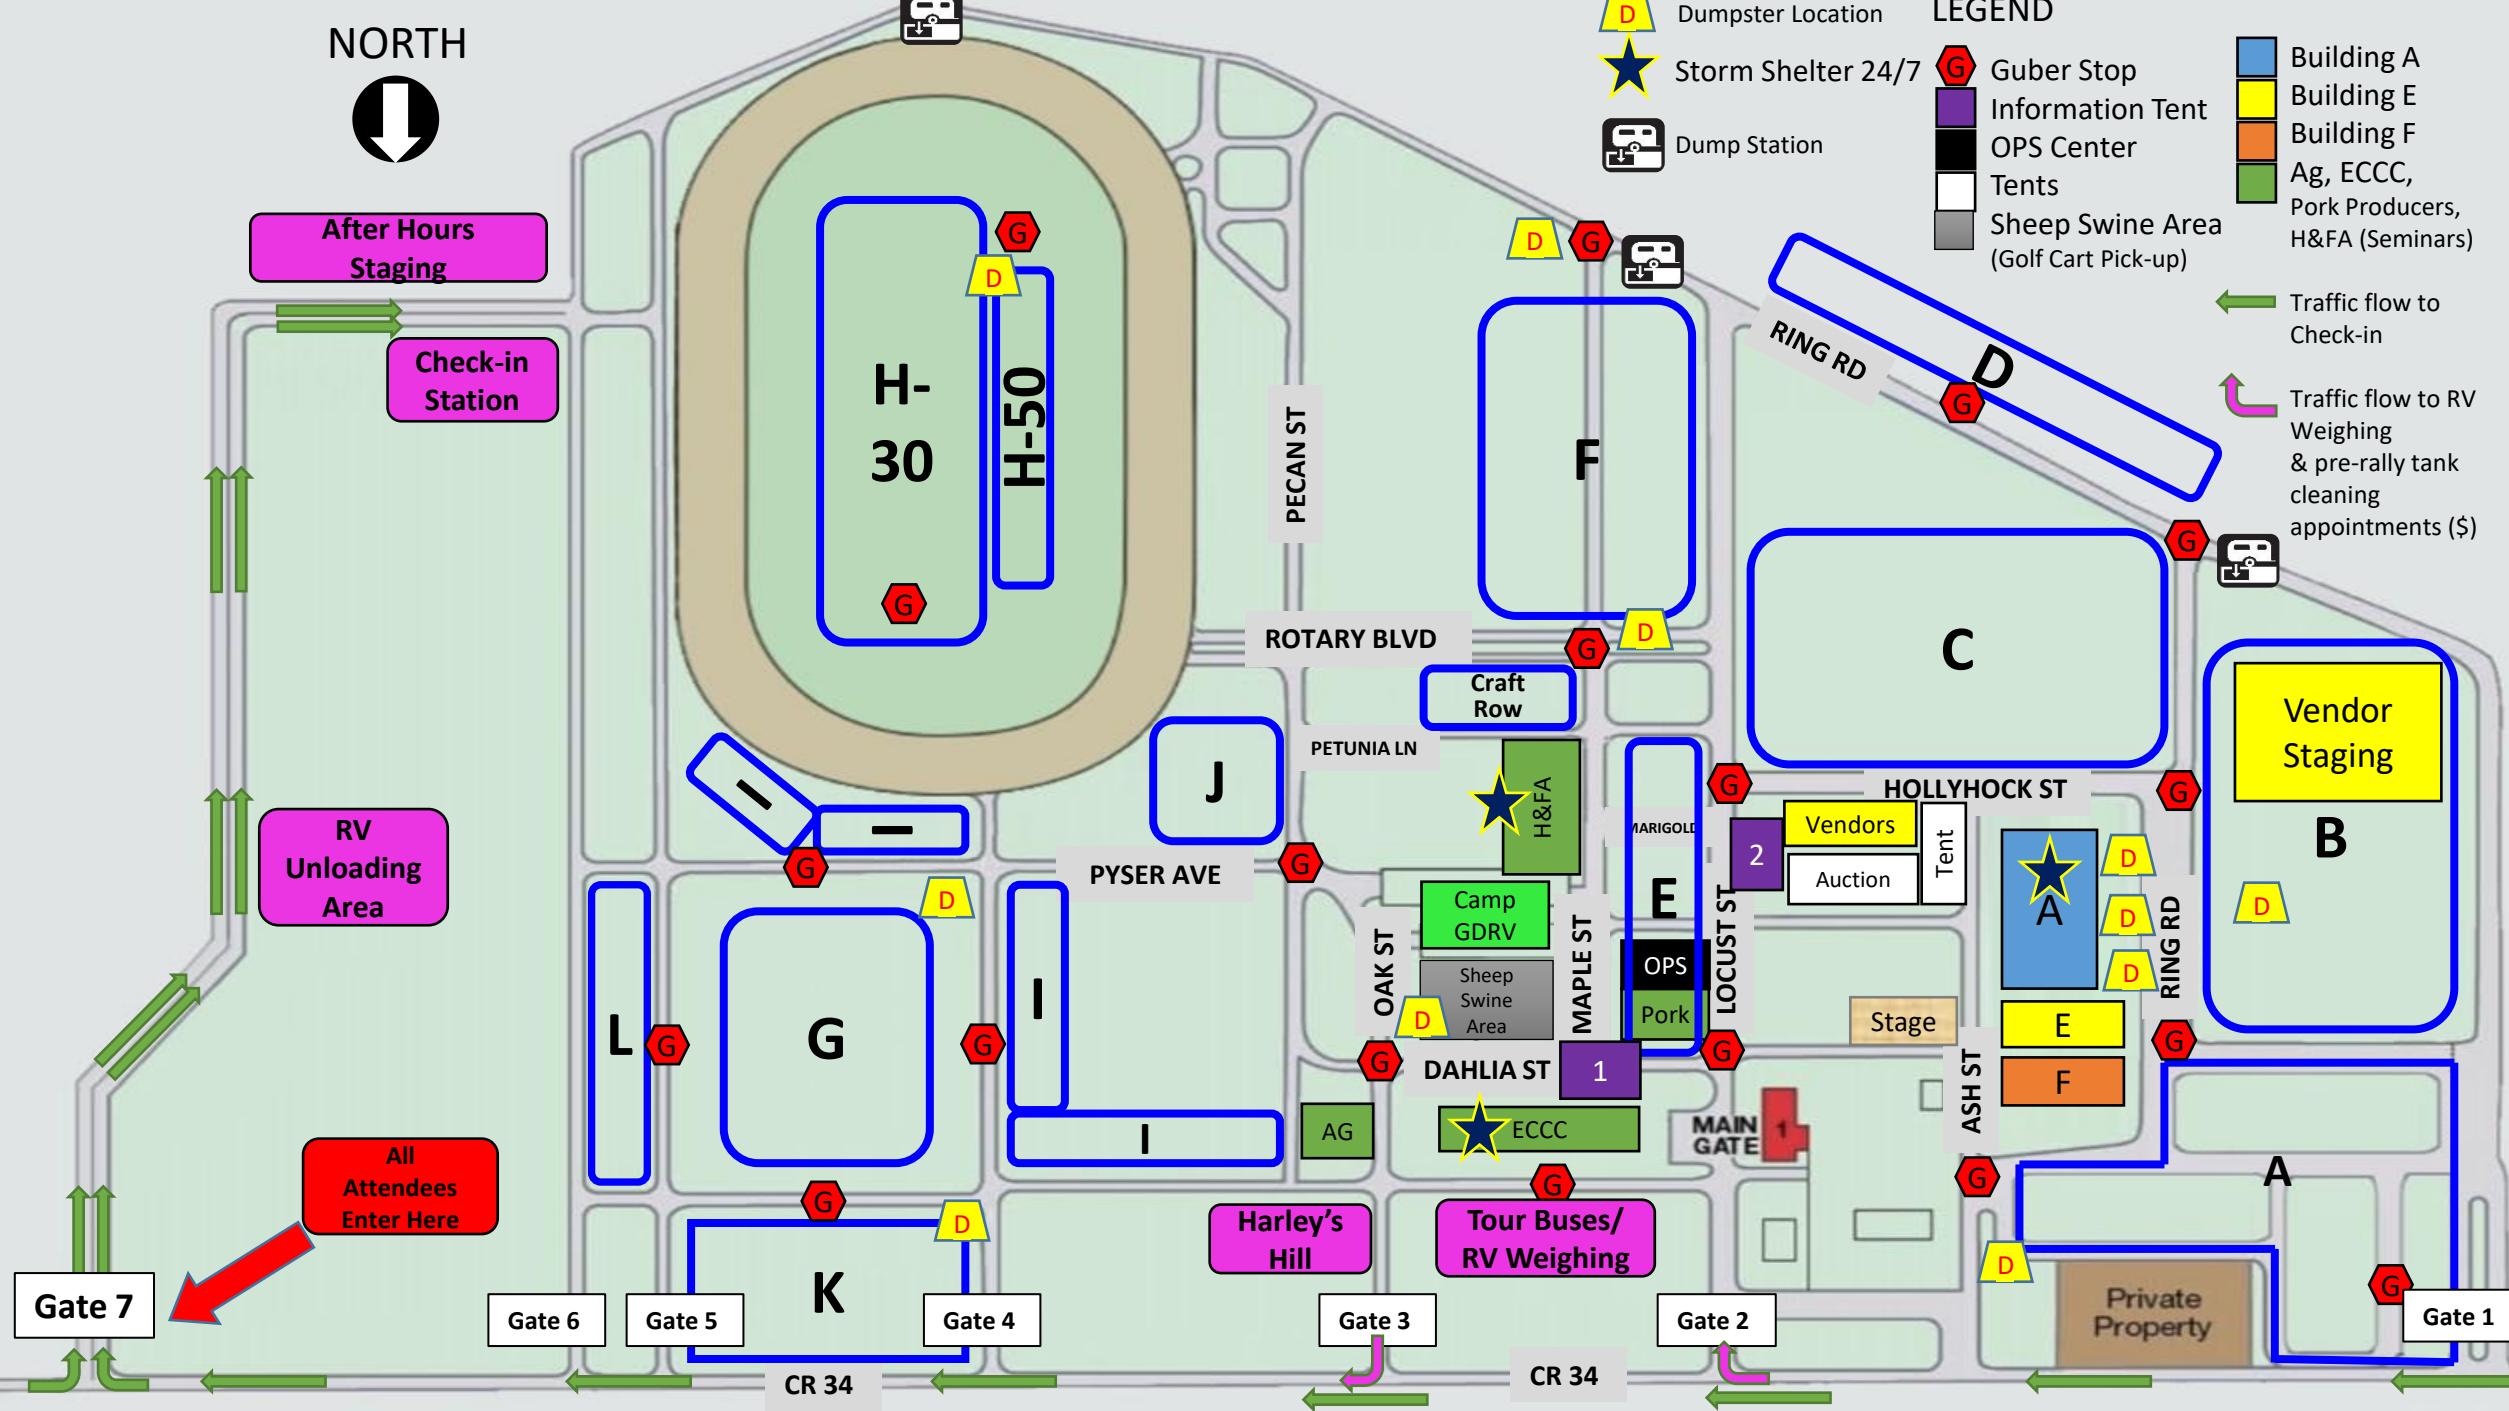 NORTH
D Dumpster Location
Storm Shelter 24/7
Dump Station
LEGEND
G Guber Stop
Information Tent
OPS Center
Tents
Sheep Swine Area
(Golf Cart Pick-up)
Building A
Building E
Building F
Ag, ECCC,
Pork Producers,
H&FA (Seminars)
Traffic flow to
Check-in
Traffic flow to RV
Weighing
& pre-rally tank
cleaning
appointments ($)
After Hours
Staging
Check-in
Station
H-
30
H-50
G
D
G
PECAN ST
D
G
F
RING RD
D
G
G
C
ROTARY BLVD
G
D
Craft
Row
PETUNIA LN
J
I
I
G
PYSER AVE
G
H&FA
MARIGOLD
E
G
HOLLYHOCK ST
G
2
Vendors
Auction
Tent
Vendor
Staging
B
D
A
D
D
D
RING RD
RV
Unloading
Area
L
G
D
G
G
I
I
OAK ST
Camp
GDRV
Sheep
Swine
Area
D
MAPLE ST
OPS
Pork
LOCUST ST
G
Stage
E
F
ASH ST
G
G
DAHLIA ST
1
AG
ECCC
MAIN
GATE
1
G
A
All
Attendees
Enter Here
G
D
K
Harley's
Hill
G
Tour Buses/
RV Weighing
D
Private
Property
G
Gate 7
Gate 6
Gate 5
Gate 4
Gate 3
Gate 2
Gate 1
CR 34
CR 34